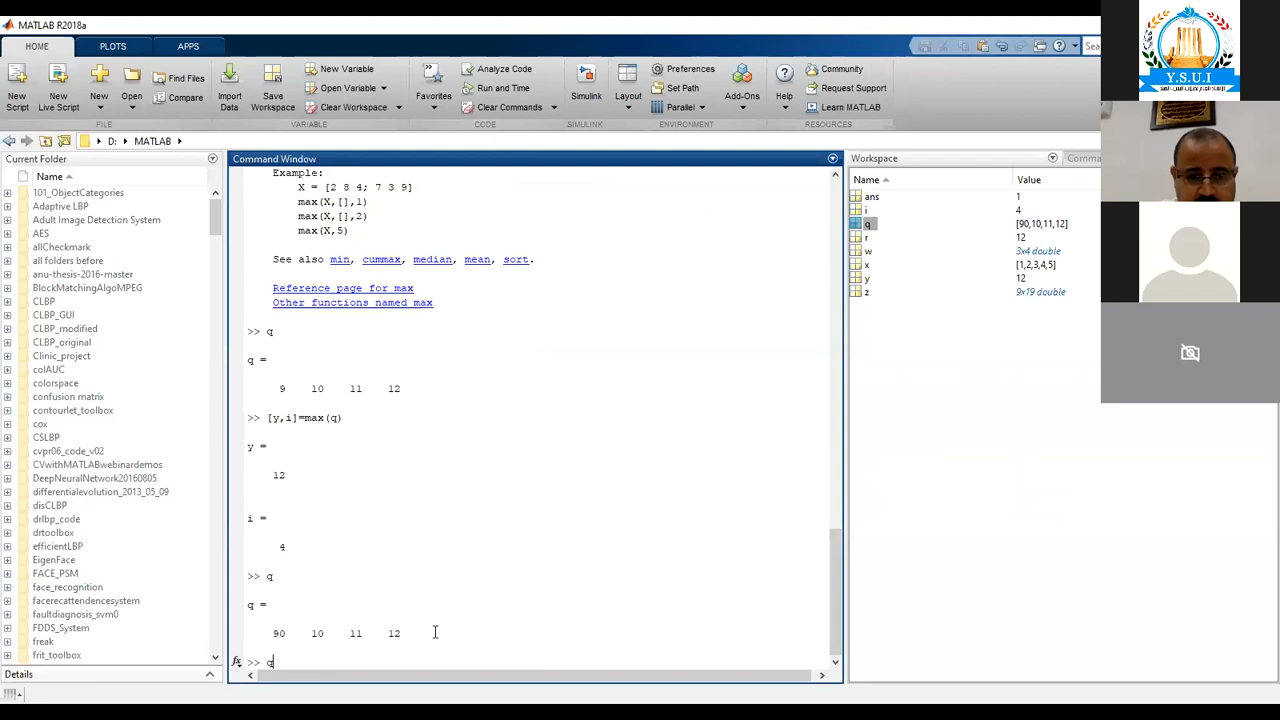 MATLAB R2018a
HOME PLOTS APPS
New Script
New Live Script
New
Open
Find Files
Compare
Import Data
Save Workspace
New Variable
Open Variable
Clear Workspace
Favorites
Analyze Code
Run and Time
Clear Commands
Simulink
Layout
Preferences
Set Path
Parallel
Add-Ons
Help
Community
Request Support
Learn MATLAB
FILE VARIABLE CODE SIMULINK ENVIRONMENT RESOURCES
D: MATLAB
Current Folder
Name
101_ObjectCategories
Adaptive LBP
Adult Image Detection System
AES
allCheckmark
all folders before
anu-thesis-2016-master
BlockMatchingAlgoMPEG
CLBP
CLBP_GUI
CLBP_modified
CLBP_original
Clinic_project
colAUC
colorspace
confusion matrix
contourlet_toolbox
cox
CSLBP
cvpr06_code_v02
CVwithMATLABwebinardemos
DeepNeuralNetwork20160805
differentialevolution_2013_05_09
disCLBP
drlbp_code
drtoolbox
efficientLBP
EigenFace
FACE_PSM
face_recognition
facerecattendencesystem
faultdiagnosis_svm0
FDDS_System
freak
frit_toolbox
Details
Command Window
Example:
X = [2 8 4; 7 3 9]
max(X,[],1)
max(X,[],2)
max(X,5)
See also min, cummax, median, mean, sort.
Reference page for max
Other functions named max
>> q
q =
9 10 11 12
>> [y,i]=max(q)
y =
12
i =
4
>> q
q =
90 10 11 12
fx >> q
Workspace
Name Value
ans 1
i 4
q [90,10,11,12]
r 12
w 3x4 double
x [1,2,3,4,5]
y 12
z 9x19 double
Comma
Sea
Y.S.U.I